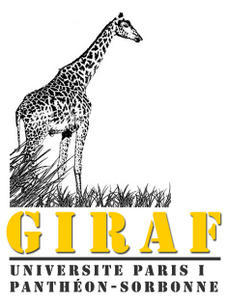 GIRAF
UNIVERSITE PARIS I
PANTHÉON-SORBONNE